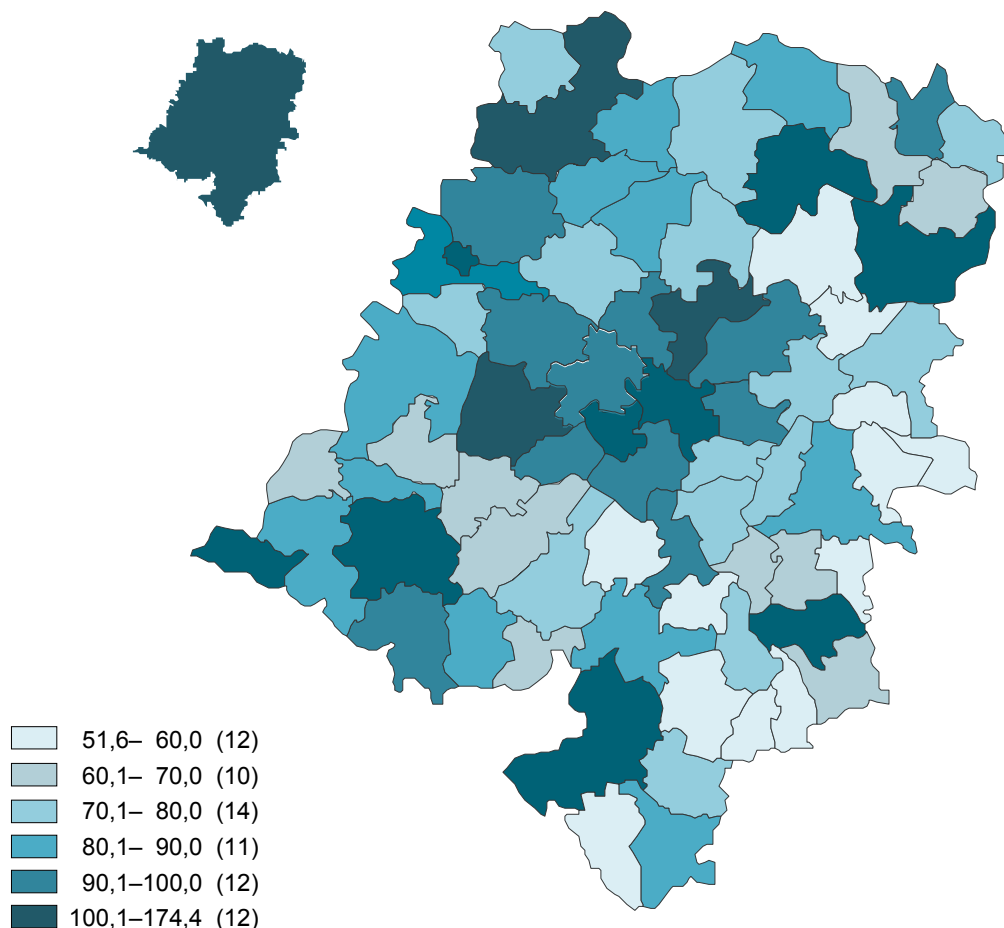 51,6– 60,0 (12)
60,1– 70,0 (10)
70,1– 80,0 (14)
80,1– 90,0 (11)
90,1–100,0 (12)
100,1–174,4 (12)